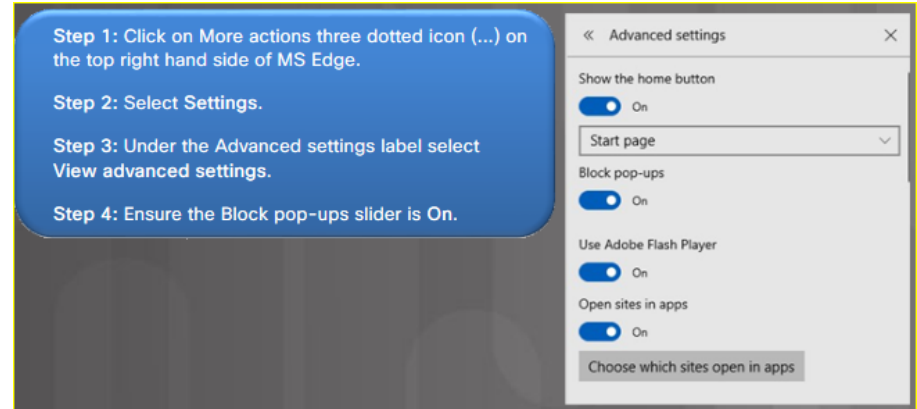 Step 1: Click on More actions three dotted icon (...) on
the top right hand side of MS Edge.
Step 2: Select Settings.
Step 3: Under the Advanced settings label select
View advanced settings.
Step 4: Ensure the Block pop-ups slider is On.
« Advanced settings ×
Show the home button
On
Start page
Block pop-ups
On
Use Adobe Flash Player
On
Open sites in apps
On
Choose which sites open in apps